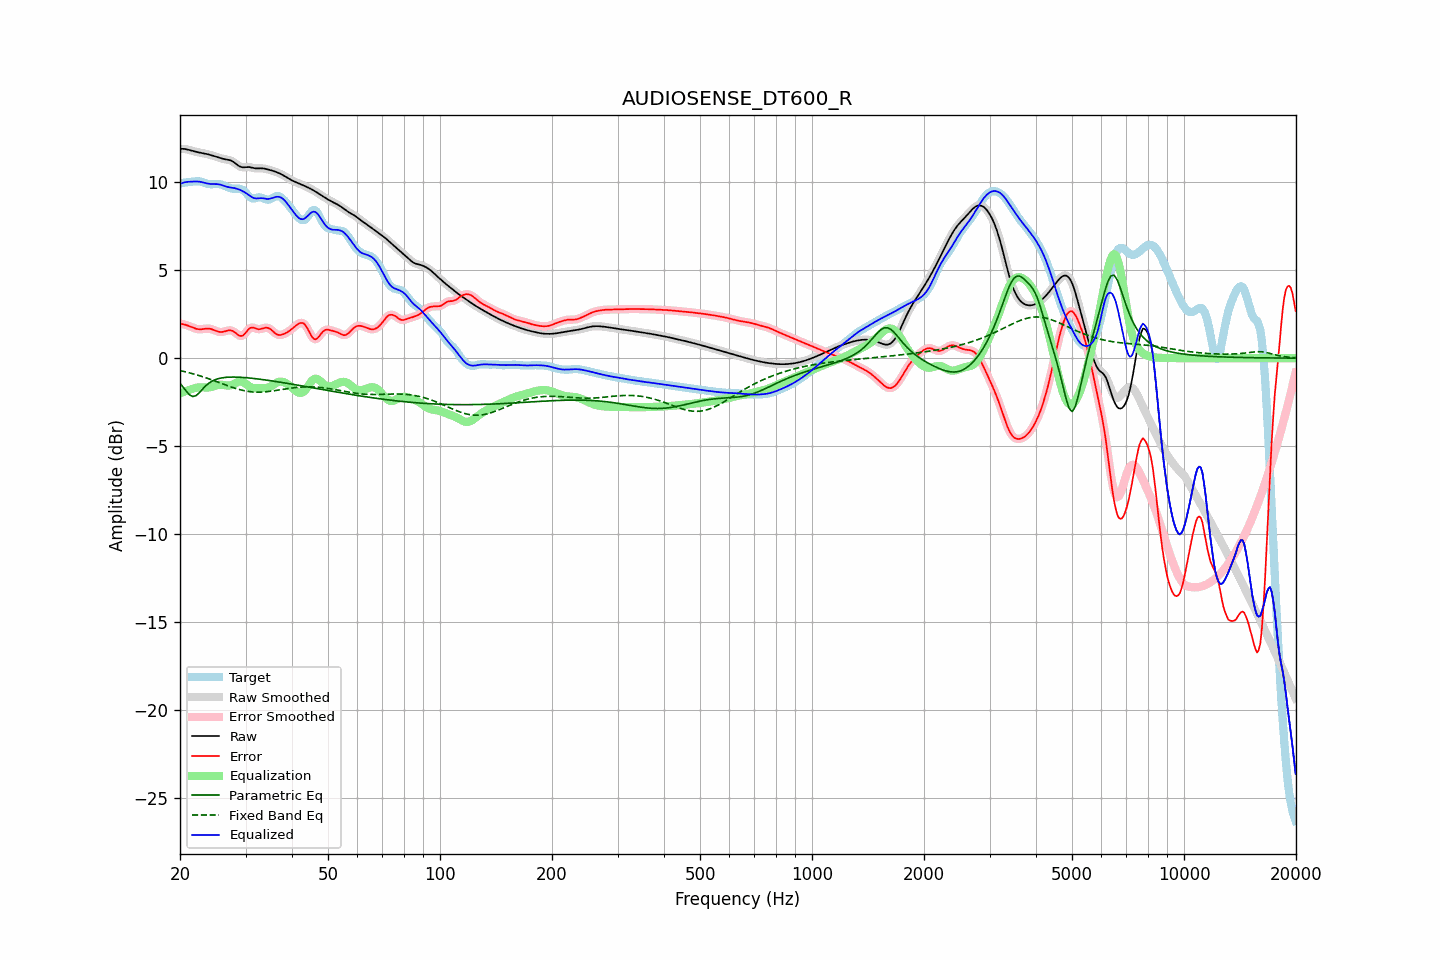 AUDIOSENSE_DT600_R
Amplitude (dBr)
10
5
0
−5
−10
−15
−20
−25
Target
Raw Smoothed
Error Smoothed
Raw
Error
Equalization
Parametric Eq
Fixed Band Eq
Equalized
20
50
100
200
500
1000
2000
5000
10000
20000
Frequency (Hz)